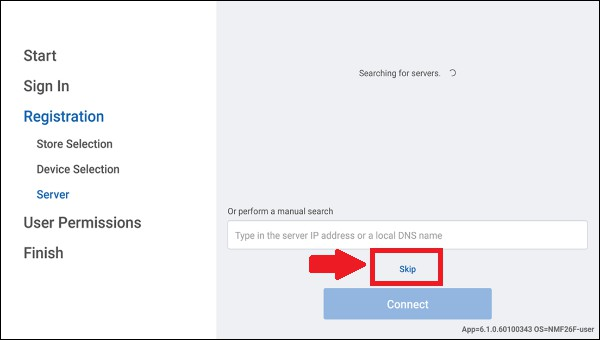 Start
Sign In
Registration
Store Selection
Device Selection
Server
User Permissions
Finish
Searching for servers.
Or perform a manual search
Type in the server IP address or a local DNS name
Skip
Connect
App=6.1.0.60100343 OS=NMF26F-user